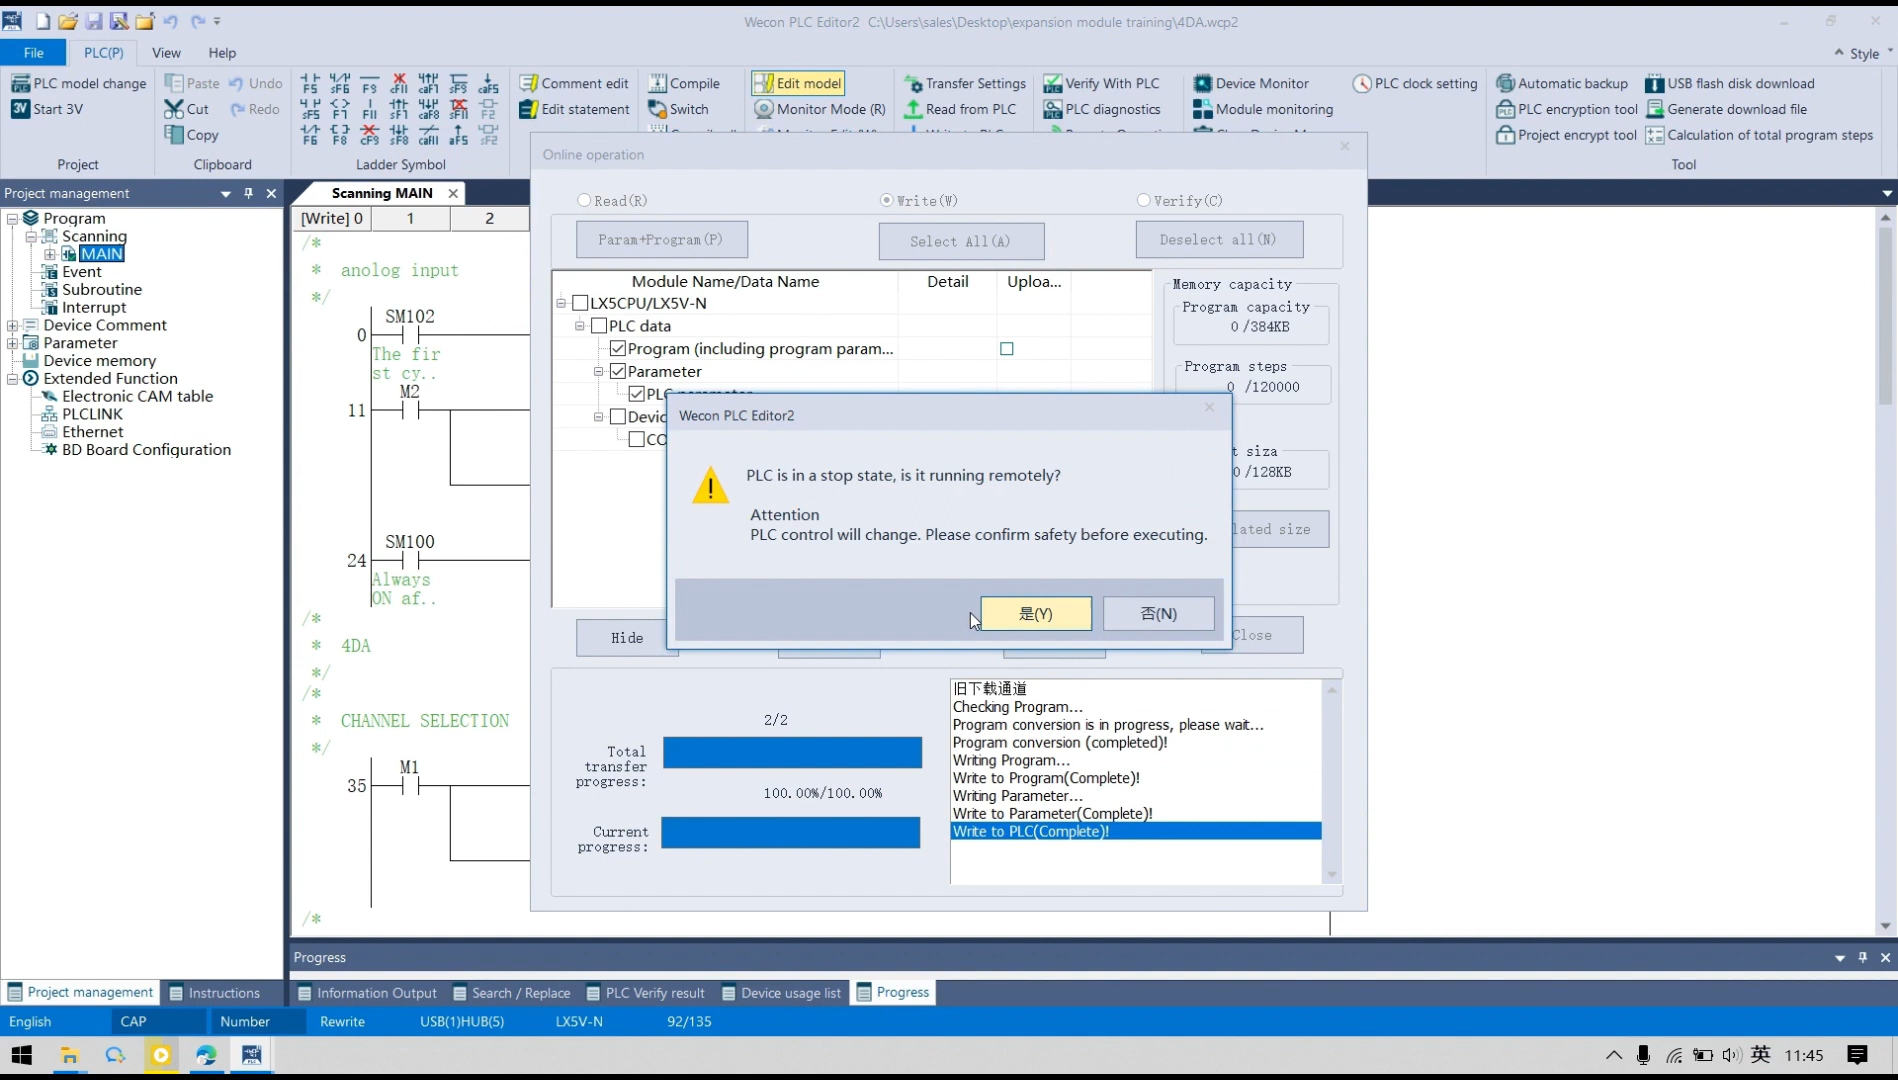 Wecon PLC Editor2 C:\Users\sales\Desktop\expansion module training\4DA.wcp2
File PLC(P) View Help Style
PLC model change
Start 3V
Project
Paste Undo
Cut Redo
Copy
Clipboard
Ladder Symbol
Comment edit
Edit statement
Compile
Switch
Edit model
Monitor Mode (R)
Transfer Settings
Read from PLC
Verify With PLC
PLC diagnostics
Device Monitor
Module monitoring
PLC clock setting
Automatic backup
PLC encryption tool
Project encrypt tool
USB flash disk download
Generate download file
Calculation of total program steps
Tool
Project management
Program
Scanning
MAIN
Event
Subroutine
Interrupt
Device Comment
Parameter
Device memory
Extended Function
Electronic CAM table
PLCLINK
Ethernet
BD Board Configuration
Scanning MAIN
[Write] 0 1 2
/*
* anolog input
*/
SM102
0
The fir
st cy..
M2
11
SM100
24
Always
ON af..
/*
* 4DA
*/
/*
* CHANNEL SELECTION
*/
M1
35
/*
Online operation
Read(R) Write(W) Verify(C)
Param+Program(P) Select All(A) Deselect all(N)
Module Name/Data Name Detail Uploa...
LX5CPU/LX5V-N
PLC data
Program (including program param...
Parameter
Memory capacity
Program capacity
0 /384KB
Program steps
0 /120000
0 /128KB
Wecon PLC Editor2
PLC is in a stop state, is it running remotely?
Attention
PLC control will change. Please confirm safety before executing.
是(Y) 否(N)
Hide
2/2
Total
transfer
progress:
100.00%/100.00%
Current
progress:
旧下载通道
Checking Program...
Program conversion is in progress, please wait...
Program conversion (completed)!
Writing Program...
Write to Program(Complete)!
Writing Parameter...
Write to Parameter(Complete)!
Write to PLC(Complete)!
Progress
Project management Instructions Information Output Search / Replace PLC Verify result Device usage list Progress
English CAP Number Rewrite USB(1)HUB(5) LX5V-N 92/135
英 11:45